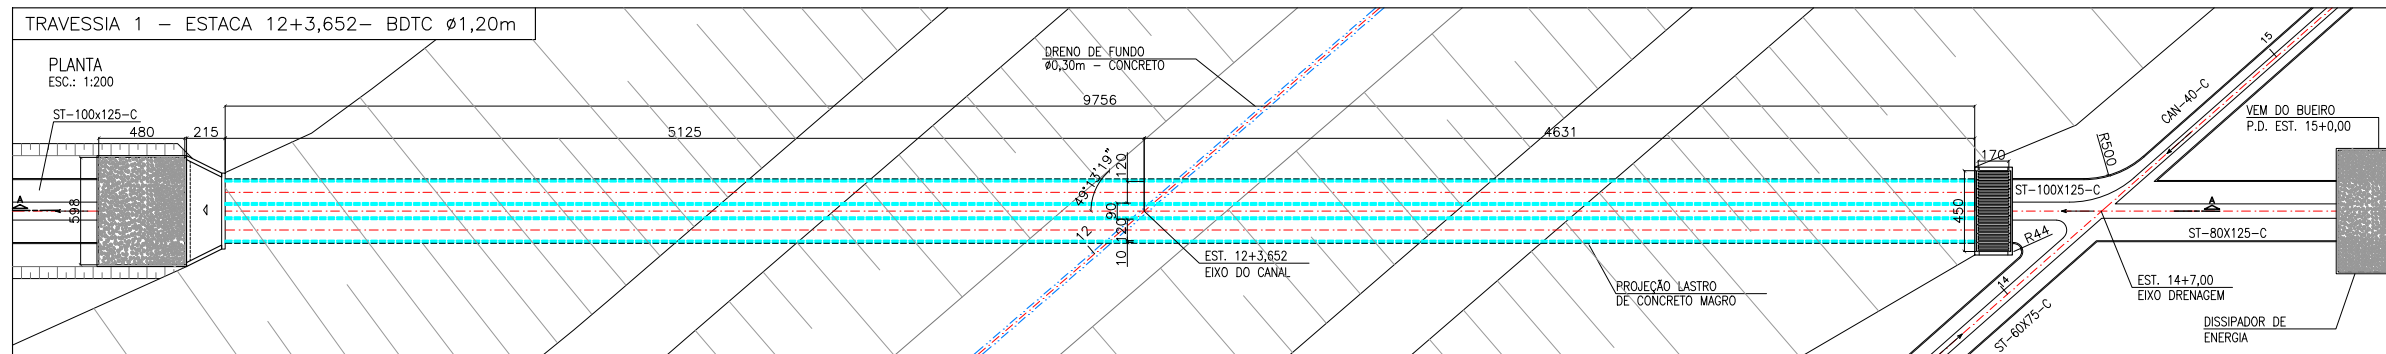 TRAVESSIA 1 – ESTACA 12+3,652– BDTC ø1,20m
PLANTA
ESC.: 1:200
ST-100x125-C
480
215
5125
9756
4631
DRENO DE FUNDO
ø0,30m – CONCRETO
49°13'19"
120
90
120
10
12
598
A
EST. 12+3,652
EIXO DO CANAL
PROJEÇÃO LASTRO
DE CONCRETO MAGRO
170
450
R500
CAN-40-C
15
ST-100X125-C
VEM DO BUEIRO
P.D. EST. 15+0,00
A
R44
ST-80X125-C
14
ST-60X75-C
EST. 14+7,00
EIXO DRENAGEM
DISSIPADOR DE
ENERGIA